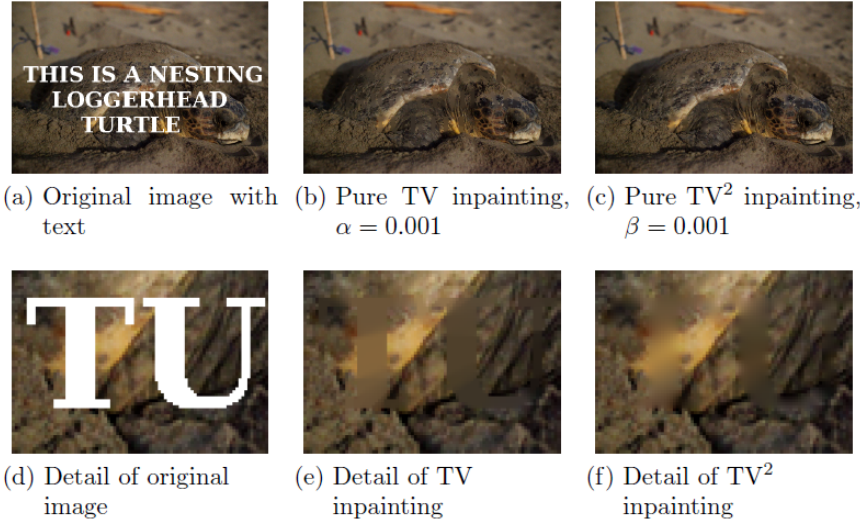 THIS IS A NESTING
LOGGERHEAD
TURTLE
(a) Original image with
text
(b) Pure TV inpainting,
α = 0.001
(c) Pure TV² inpainting,
β = 0.001
TU
(d) Detail of original
image
(e) Detail of TV
inpainting
(f) Detail of TV²
inpainting